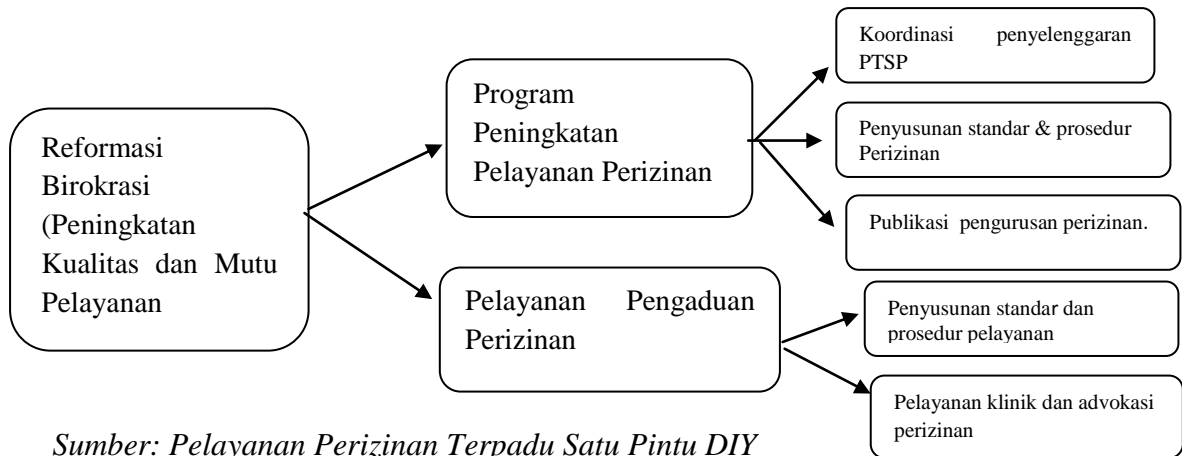 Reformasi
Birokrasi
(Peningkatan
Kualitas dan Mutu
Pelayanan
Program
Peningkatan
Pelayanan Perizinan
Pelayanan Pengaduan
Perizinan
Koordinasi penyelenggaran
PTSP
Penyusunan standar & prosedur
Perizinan
Publikasi pengurusan perizinan.
Penyusunan standar dan
prosedur pelayanan
Pelayanan klinik dan advokasi
perizinan
Sumber: Pelayanan Perizinan Terpadu Satu Pintu DIY